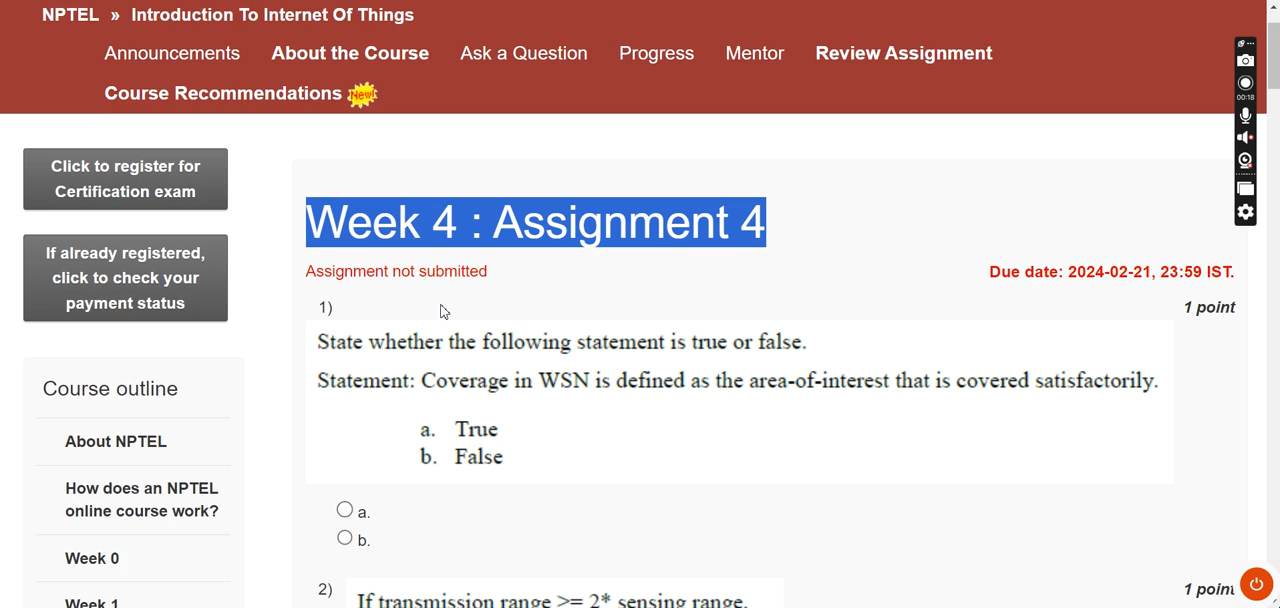 NPTEL » Introduction To Internet Of Things
Announcements About the Course Ask a Question Progress Mentor Review Assignment
Course Recommendations New!
Click to register for
Certification exam
If already registered,
click to check your
payment status
Course outline
About NPTEL
How does an NPTEL
online course work?
Week 0
Week 1
Week 4 : Assignment 4
Assignment not submitted
Due date: 2024-02-21, 23:59 IST.
1)
1 point
State whether the following statement is true or false.
Statement: Coverage in WSN is defined as the area-of-interest that is covered satisfactorily.
a. True
b. False
a.
b.
2)
1 point
If transmission range >= 2* sensing range,
00:18